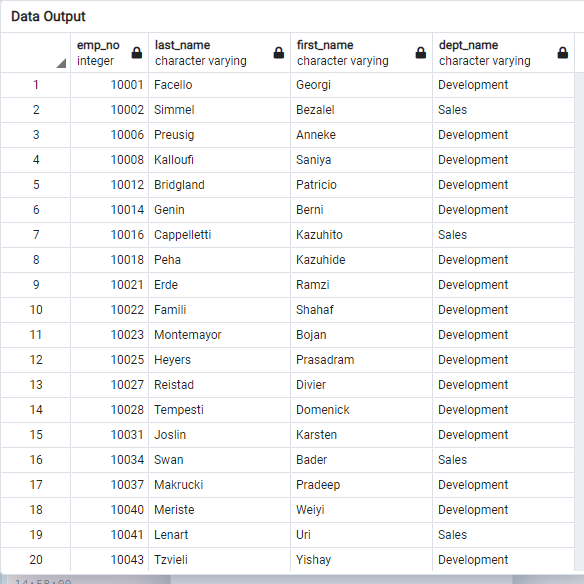 Data Output
emp_no last_name first_name dept_name
integer character varying character varying character varying
1 10001 Facello Georgi Development
2 10002 Simmel Bezalel Sales
3 10006 Preusig Anneke Development
4 10008 Kalloufi Saniya Development
5 10012 Bridgland Patricio Development
6 10014 Genin Berni Development
7 10016 Cappelletti Kazuhito Sales
8 10018 Peha Kazuhide Development
9 10021 Erde Ramzi Development
10 10022 Famili Shahaf Development
11 10023 Montemayor Bojan Development
12 10025 Heyers Prasadram Development
13 10027 Reistad Divier Development
14 10028 Tempesti Domenick Development
15 10031 Joslin Karsten Development
16 10034 Swan Bader Sales
17 10037 Makrucki Pradeep Development
18 10040 Meriste Weiyi Development
19 10041 Lenart Uri Sales
20 10043 Tzvieli Yishay Development